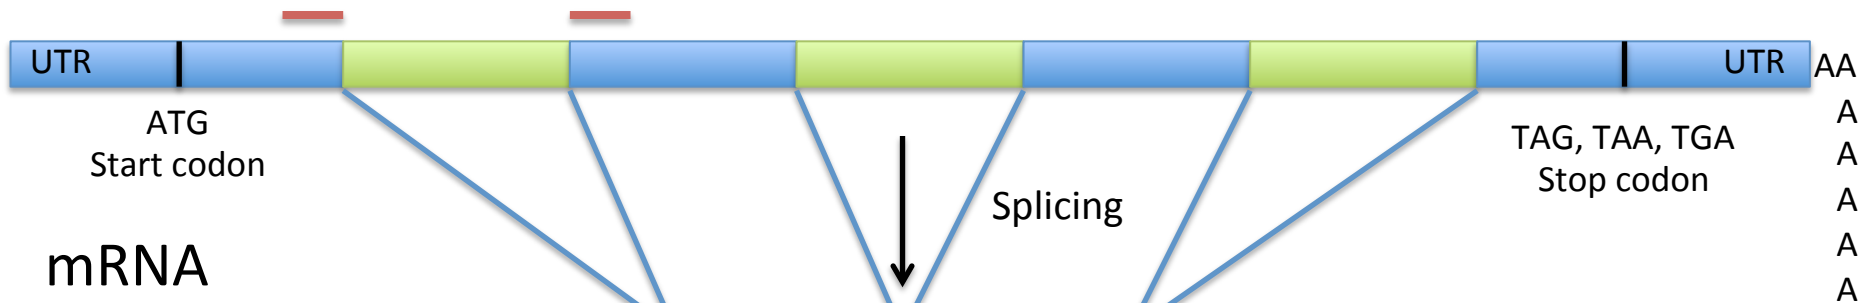 UTR
UTR
AA
A
A
A
A
A
ATG
Start codon
TAG, TAA, TGA
Stop codon
Splicing
mRNA